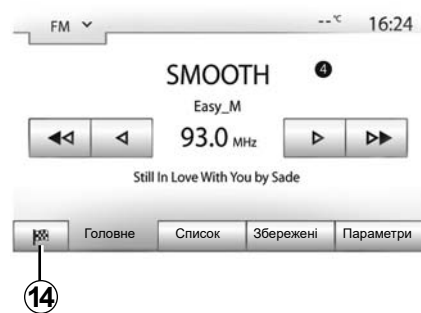 FM --°C 16:24
SMOOTH 4
Easy_M
93.0 MHz
Still In Love With You by Sade
Головне Список Збережені Параметри
14